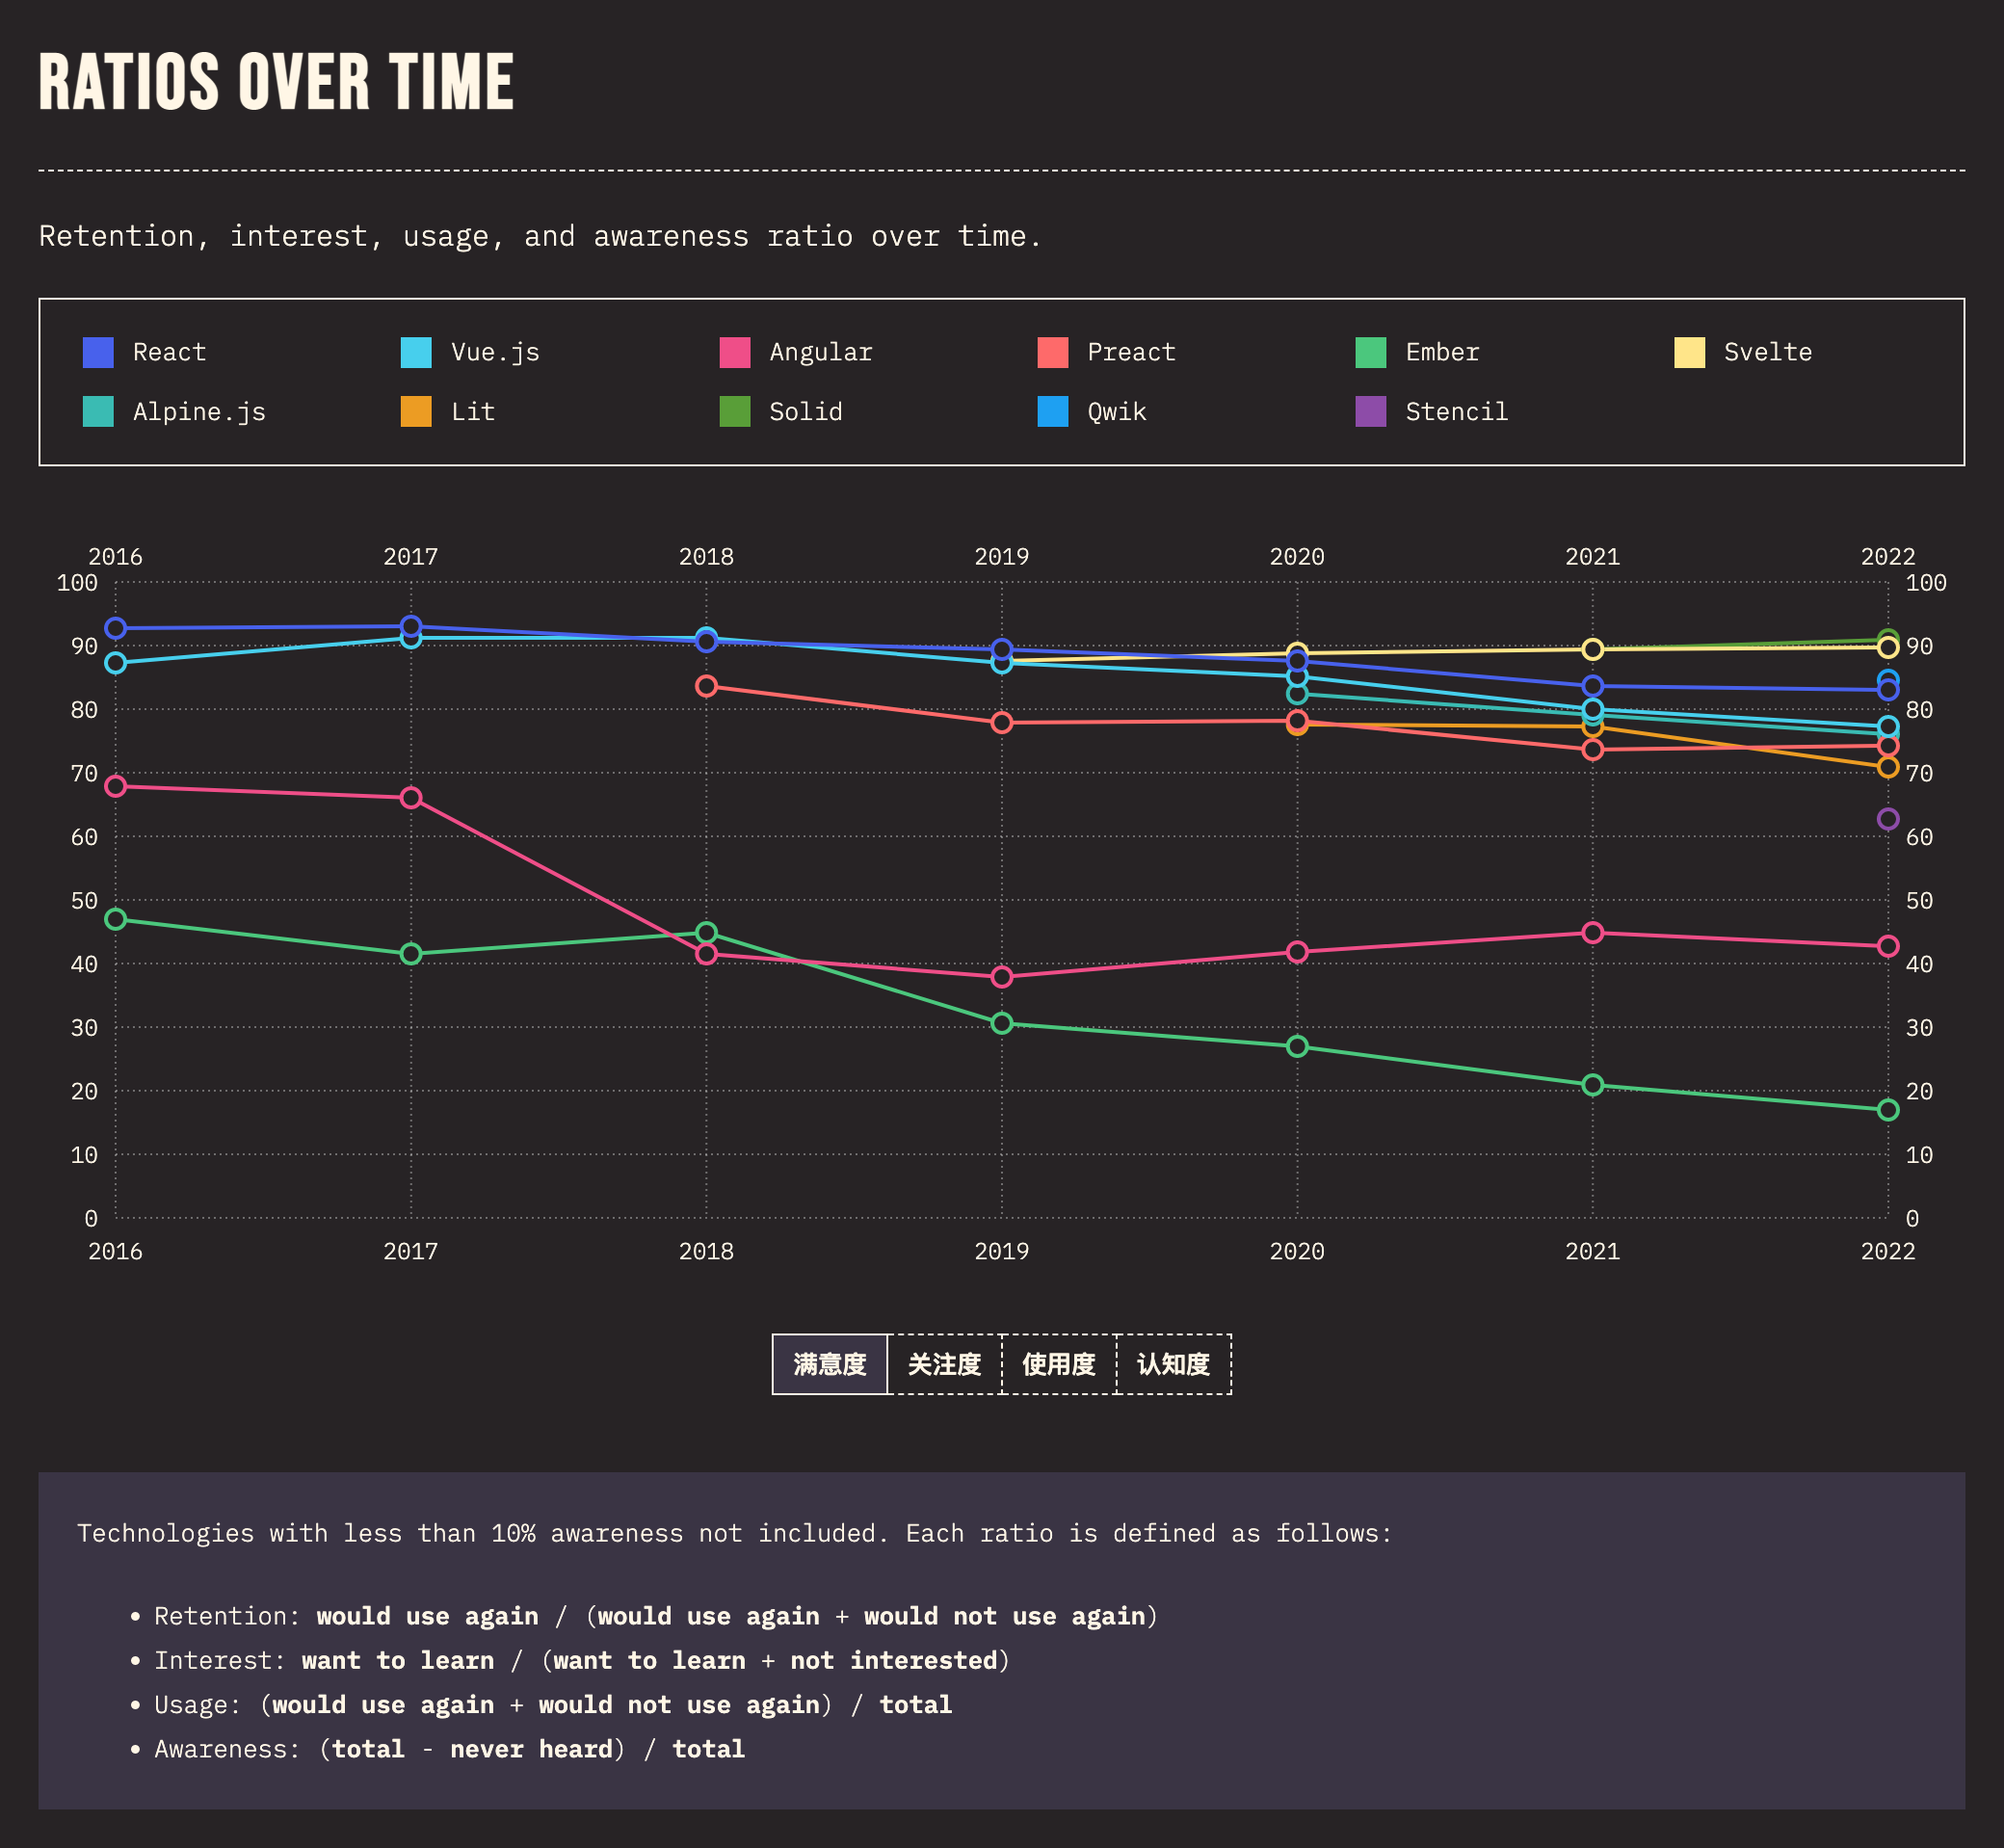 RATIOS OVER TIME
Retention, interest, usage, and awareness ratio over time.
React Vue.js Angular Preact Ember Svelte
Alpine.js Lit Solid Qwik Stencil
2016 2017 2018 2019 2020 2021 2022
100 100
90 90
80 80
70 70
60 60
50 50
40 40
30 30
20 20
10 10
0 0
2016 2017 2018 2019 2020 2021 2022
满意度 关注度 使用度 认知度
Technologies with less than 10% awareness not included. Each ratio is defined as follows:
• Retention: would use again / (would use again + would not use again)
• Interest: want to learn / (want to learn + not interested)
• Usage: (would use again + would not use again) / total
• Awareness: (total - never heard) / total